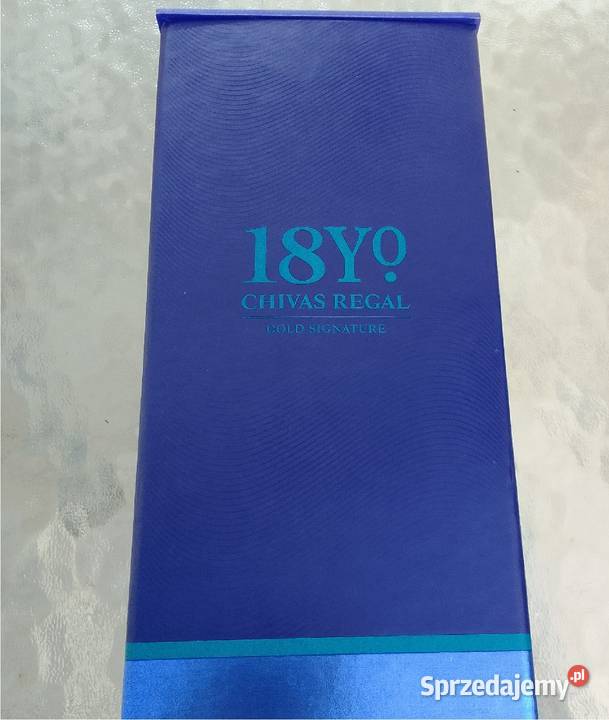 18Yo
CHIVAS REGAL
GOLD SIGNATURE
Sprzedajemy.pl